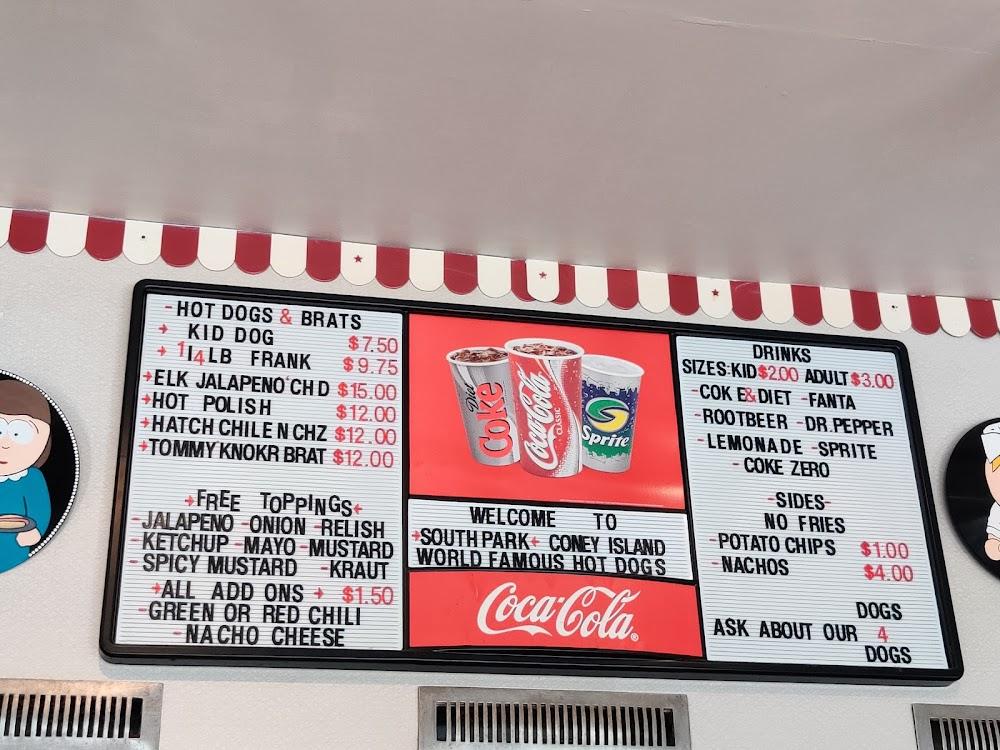 -HOT DOGS & BRATS
+ KID DOG $7.50
+ 1/4 LB FRANK $9.75
+ELK JALAPENO CHD $15.00
+HOT POLISH $12.00
+HATCH CHILE N CHZ $12.00
+TOMMYKNOKR BRAT $12.00
+FREE TOPPINGS+
-JALAPENO -ONION -RELISH
-KETCHUP -MAYO -MUSTARD
-SPICY MUSTARD -KRAUT
+ALL ADD ONS + $1.50
-GREEN OR RED CHILI
-NACHO CHEESE
Diet Coke
Coca-Cola CLASSIC
Sprite
WELCOME TO
+SOUTH PARK+ CONEY ISLAND
WORLD FAMOUS HOT DOGS
Coca-Cola®
DRINKS
SIZES:KID $2.00 ADULT $3.00
-COKE&DIET -FANTA
-ROOTBEER -DR.PEPPER
-LEMONADE -SPRITE
-COKE ZERO
-SIDES-
NO FRIES
-POTATO CHIPS $1.00
-NACHOS $4.00
DOGS
ASK ABOUT OUR 4
DOGS